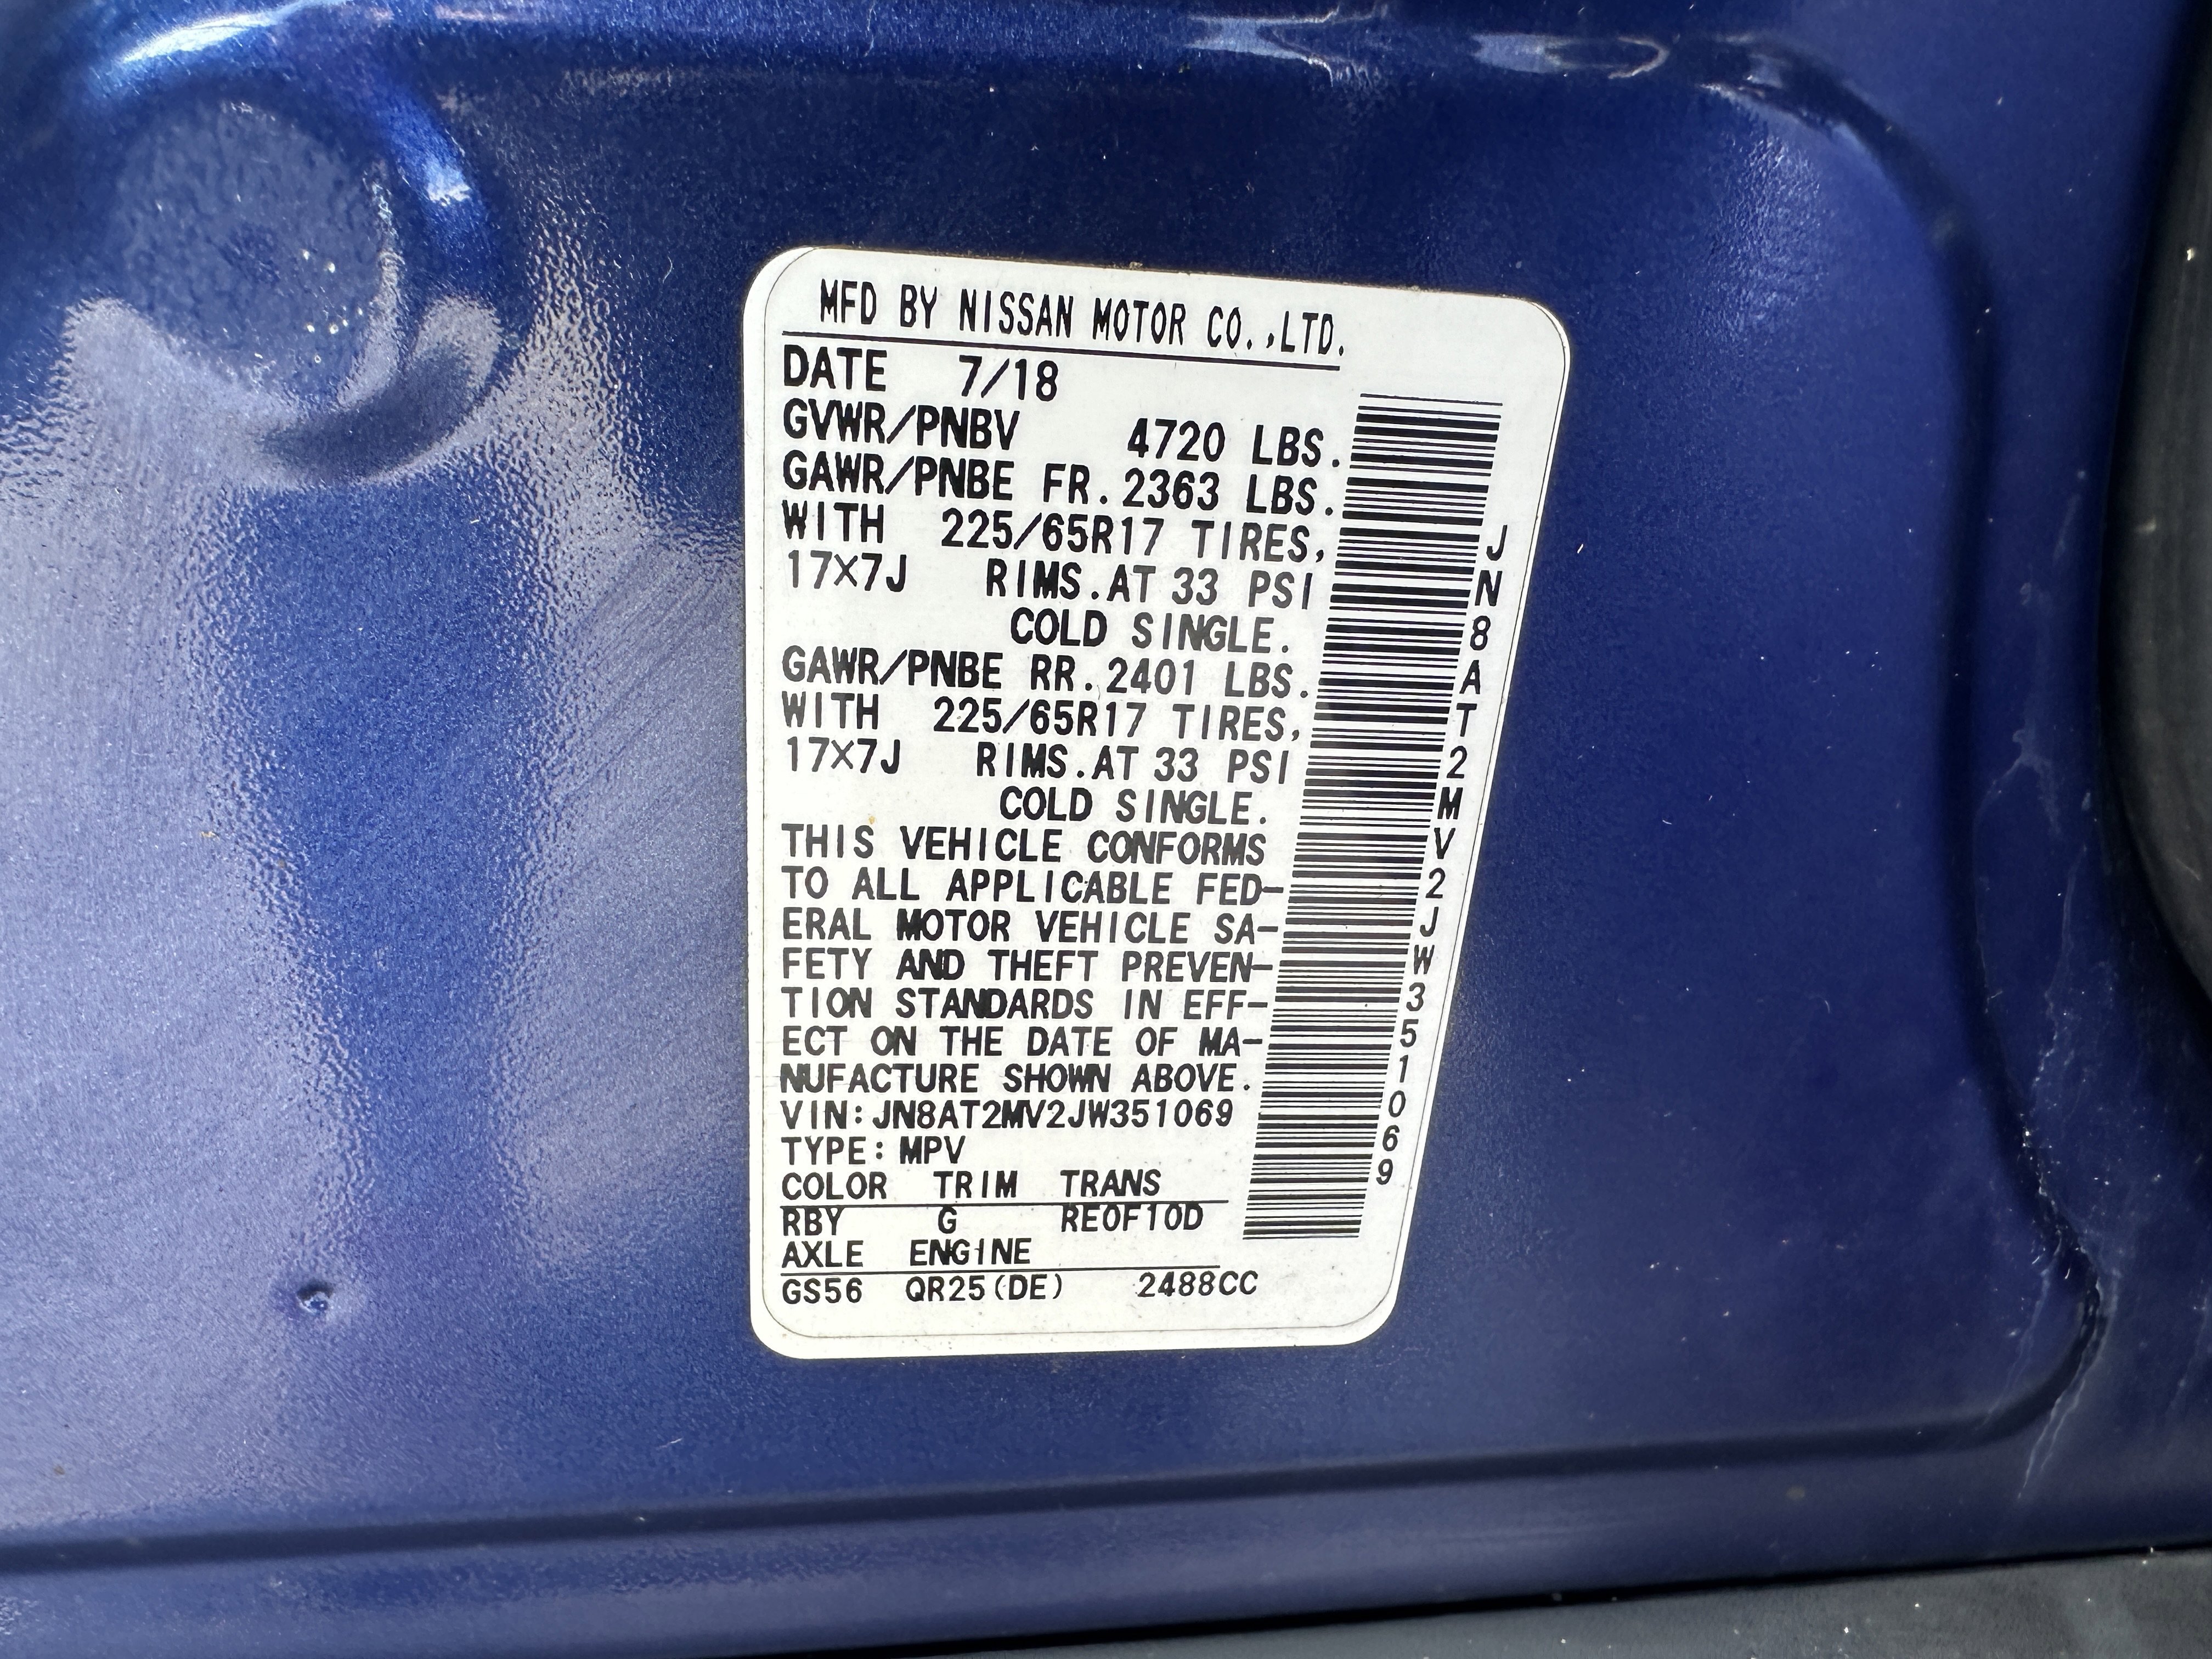 MFD BY NISSAN MOTOR CO.,LTD.
DATE 7/18
GVWR/PNBV 4720 LBS.
GAWR/PNBE FR. 2363 LBS.
WITH 225/65R17 TIRES,
17X7J RIMS. AT 33 PSI
COLD SINGLE.
GAWR/PNBE RR. 2401 LBS.
WITH 225/65R17 TIRES,
17X7J RIMS. AT 33 PSI
COLD SINGLE.
THIS VEHICLE CONFORMS
TO ALL APPLICABLE FED-
ERAL MOTOR VEHICLE SA-
FETY AND THEFT PREVEN-
TION STANDARDS IN EFF-
ECT ON THE DATE OF MA-
NUFACTURE SHOWN ABOVE.
VIN:JN8AT2MV2JW351069
TYPE: MPV
COLOR TRIM TRANS
RBY G RE0F10D
AXLE ENGINE
GS56 QR25(DE) 2488CC
JN8AT2MV2JW351069